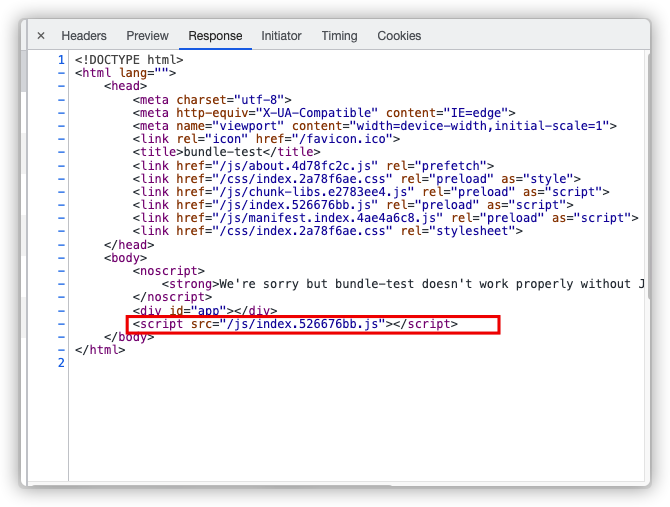 × Headers Preview Response Initiator Timing Cookies
1 <!DOCTYPE html>
- <html lang="">
- <head>
- <meta charset="utf-8">
- <meta http-equiv="X-UA-Compatible" content="IE=edge">
- <meta name="viewport" content="width=device-width,initial-scale=1">
- <link rel="icon" href="/favicon.ico">
- <title>bundle-test</title>
- <link href="/js/about.4d78fc2c.js" rel="prefetch">
- <link href="/css/index.2a78f6ae.css" rel="preload" as="style">
- <link href="/js/chunk-libs.e2783ee4.js" rel="preload" as="script">
- <link href="/js/index.526676bb.js" rel="preload" as="script">
- <link href="/js/manifest.index.4ae4a6c8.js" rel="preload" as="script">
- <link href="/css/index.2a78f6ae.css" rel="stylesheet">
- </head>
- <body>
- <noscript>
- <strong>We're sorry but bundle-test doesn't work properly without J
- </noscript>
- <div id="app"></div>
- <script src="/js/index.526676bb.js"></script>
- </body>
- </html>
2